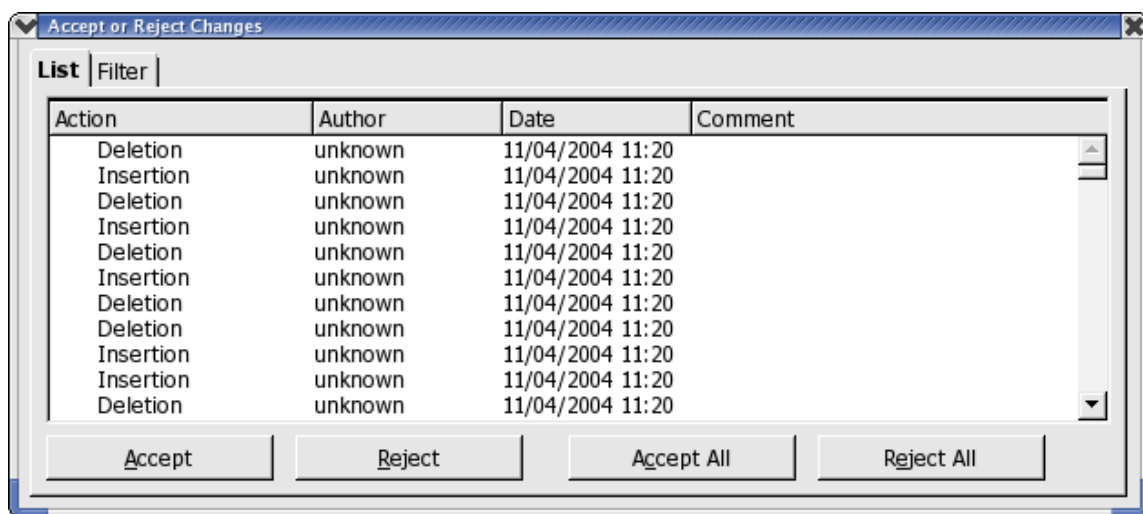 Accept or Reject Changes
List Filter
Action Author Date Comment
Deletion unknown 11/04/2004 11:20
Insertion unknown 11/04/2004 11:20
Deletion unknown 11/04/2004 11:20
Insertion unknown 11/04/2004 11:20
Deletion unknown 11/04/2004 11:20
Insertion unknown 11/04/2004 11:20
Deletion unknown 11/04/2004 11:20
Deletion unknown 11/04/2004 11:20
Insertion unknown 11/04/2004 11:20
Insertion unknown 11/04/2004 11:20
Deletion unknown 11/04/2004 11:20
Accept Reject Accept All Reject All